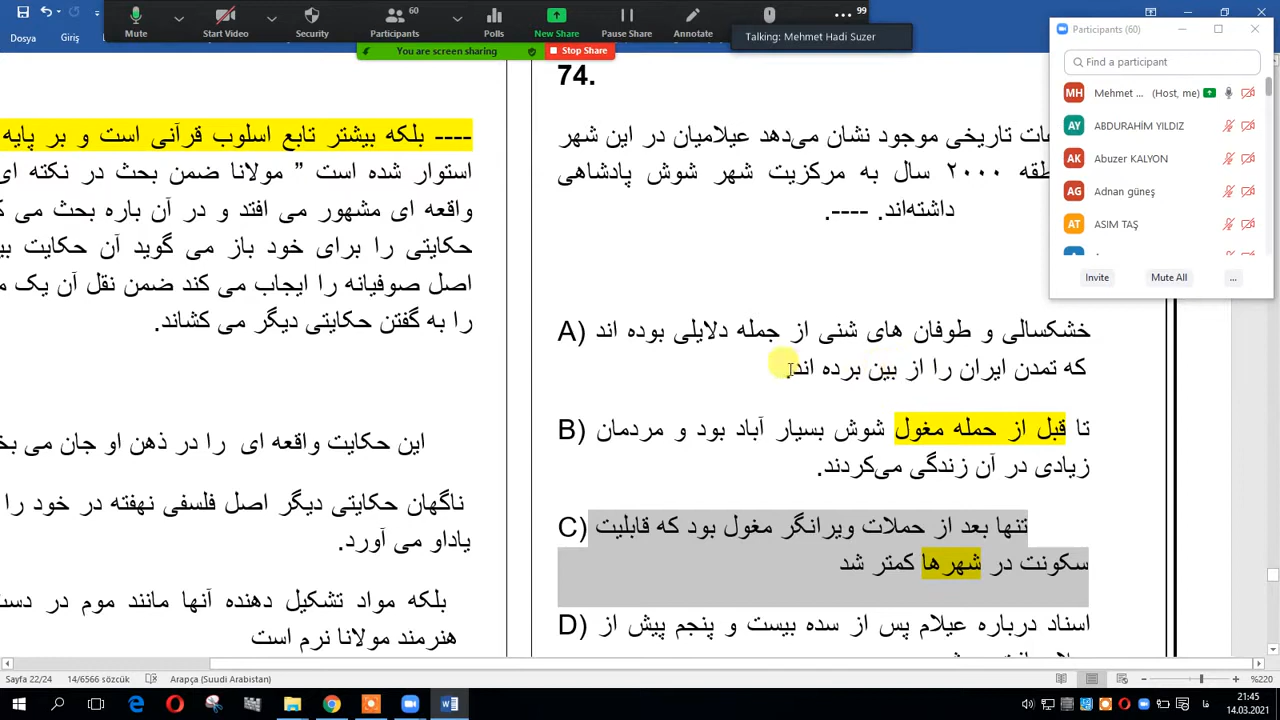 Dosya
Giriş
Mute
Start Video
Security
60
Participants
Polls
New Share
Pause Share
Annotate
99
Talking: Mehmet Hadi Suzer
You are screen sharing
Stop Share
Participants (60)
Find a participant
MH Mehmet ... (Host, me)
AY ABDURAHİM YILDIZ
AK Abuzer KALYON
AG Adnan güneş
AT ASIM TAŞ
Invite
Mute All
...
74.
موجود نشان می‌دهد عیلامیان در این شهر
۲۰۰۰ سال به مرکزیت شهر شوش پادشاهی
داشته‌اند. ----.
A) خشکسالی و طوفان های شنی از جمله دلایلی بوده اند
که تمدن ایران را از بین برده اند.
B) تا قبل از حمله مغول شوش بسیار آباد بود و مردمان
زیادی در آن زندگی می‌کردند.
C) تنها بعد از حملات ویرانگر مغول بود که قابلیت
سکونت در شهرها کمتر شد
D) اسناد درباره عیلام پس از سده بیست و پنجم پیش از
---- بلکه بیشتر تابع اسلوب قرآنی است و بر پایه
استوار شده است ” مولانا ضمن بحث در نکته ای
واقعه ای مشهور می افتد و در آن باره بحث می
حکایتی را برای خود باز می گوید آن حکایت
اصل صوفیانه را ایجاب می کند ضمن نقل آن یک
را به گفتن حکایتی دیگر می کشاند.
این حکایت واقعه ای را در ذهن او جان می
ناگهان حکایتی دیگر اصل فلسفی نهفته در خود را
یاداو می آورد.
بلکه مواد تشکیل دهنده آنها مانند موم در
هنرمند مولانا نرم است
Sayfa 22/24
14/6566 sözcük
Arapça (Suudi Arabistan)
%220
21:45
14.03.2021
فا